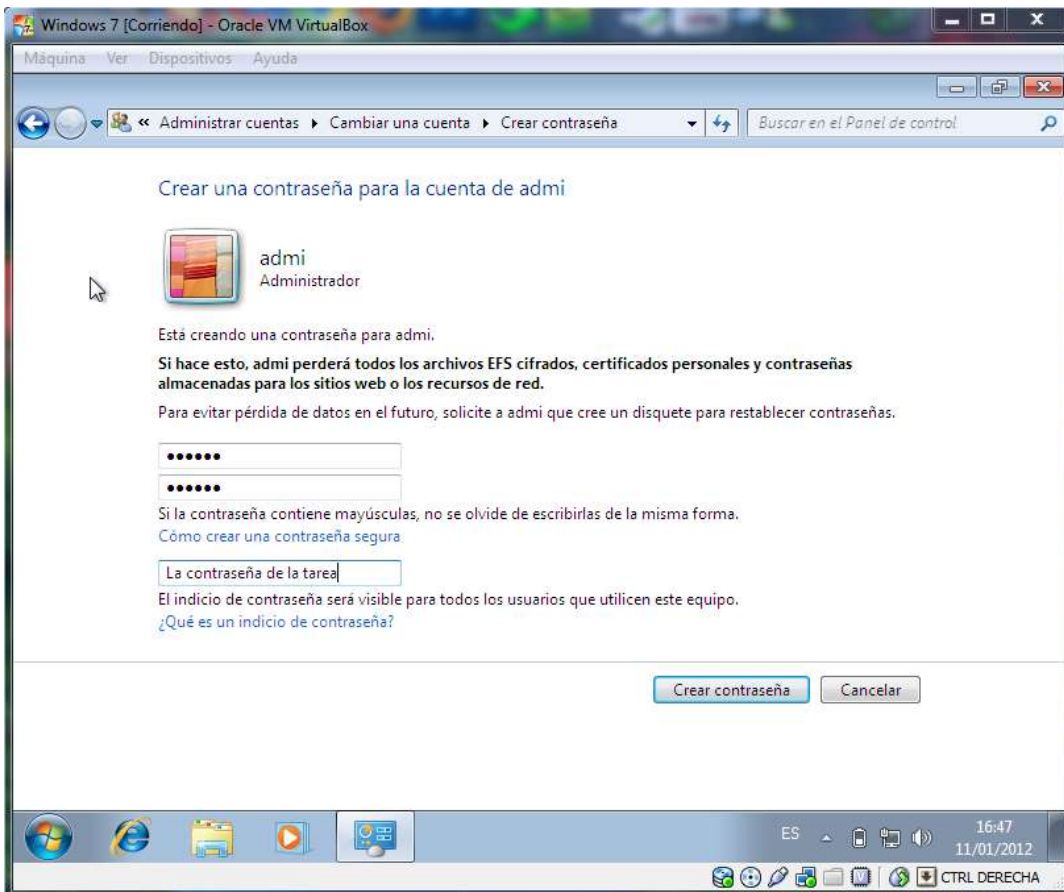 Windows 7 [Corriendo] - Oracle VM VirtualBox
Máquina Ver Dispositivos Ayuda
« Administrar cuentas Cambiar una cuenta Crear contraseña Buscar en el Panel de control
Crear una contraseña para la cuenta de admi
admi
Administrador
Está creando una contraseña para admi.
Si hace esto, admi perderá todos los archivos EFS cifrados, certificados personales y contraseñas
almacenadas para los sitios web o los recursos de red.
Para evitar pérdida de datos en el futuro, solicite a admi que cree un disquete para restablecer contraseñas.
••••••
••••••
Si la contraseña contiene mayúsculas, no se olvide de escribirlas de la misma forma.
Cómo crear una contraseña segura
La contraseña de la tarea
El indicio de contraseña será visible para todos los usuarios que utilicen este equipo.
¿Qué es un indicio de contraseña?
Crear contraseña Cancelar
ES 16:47
11/01/2012
CTRL DERECHA